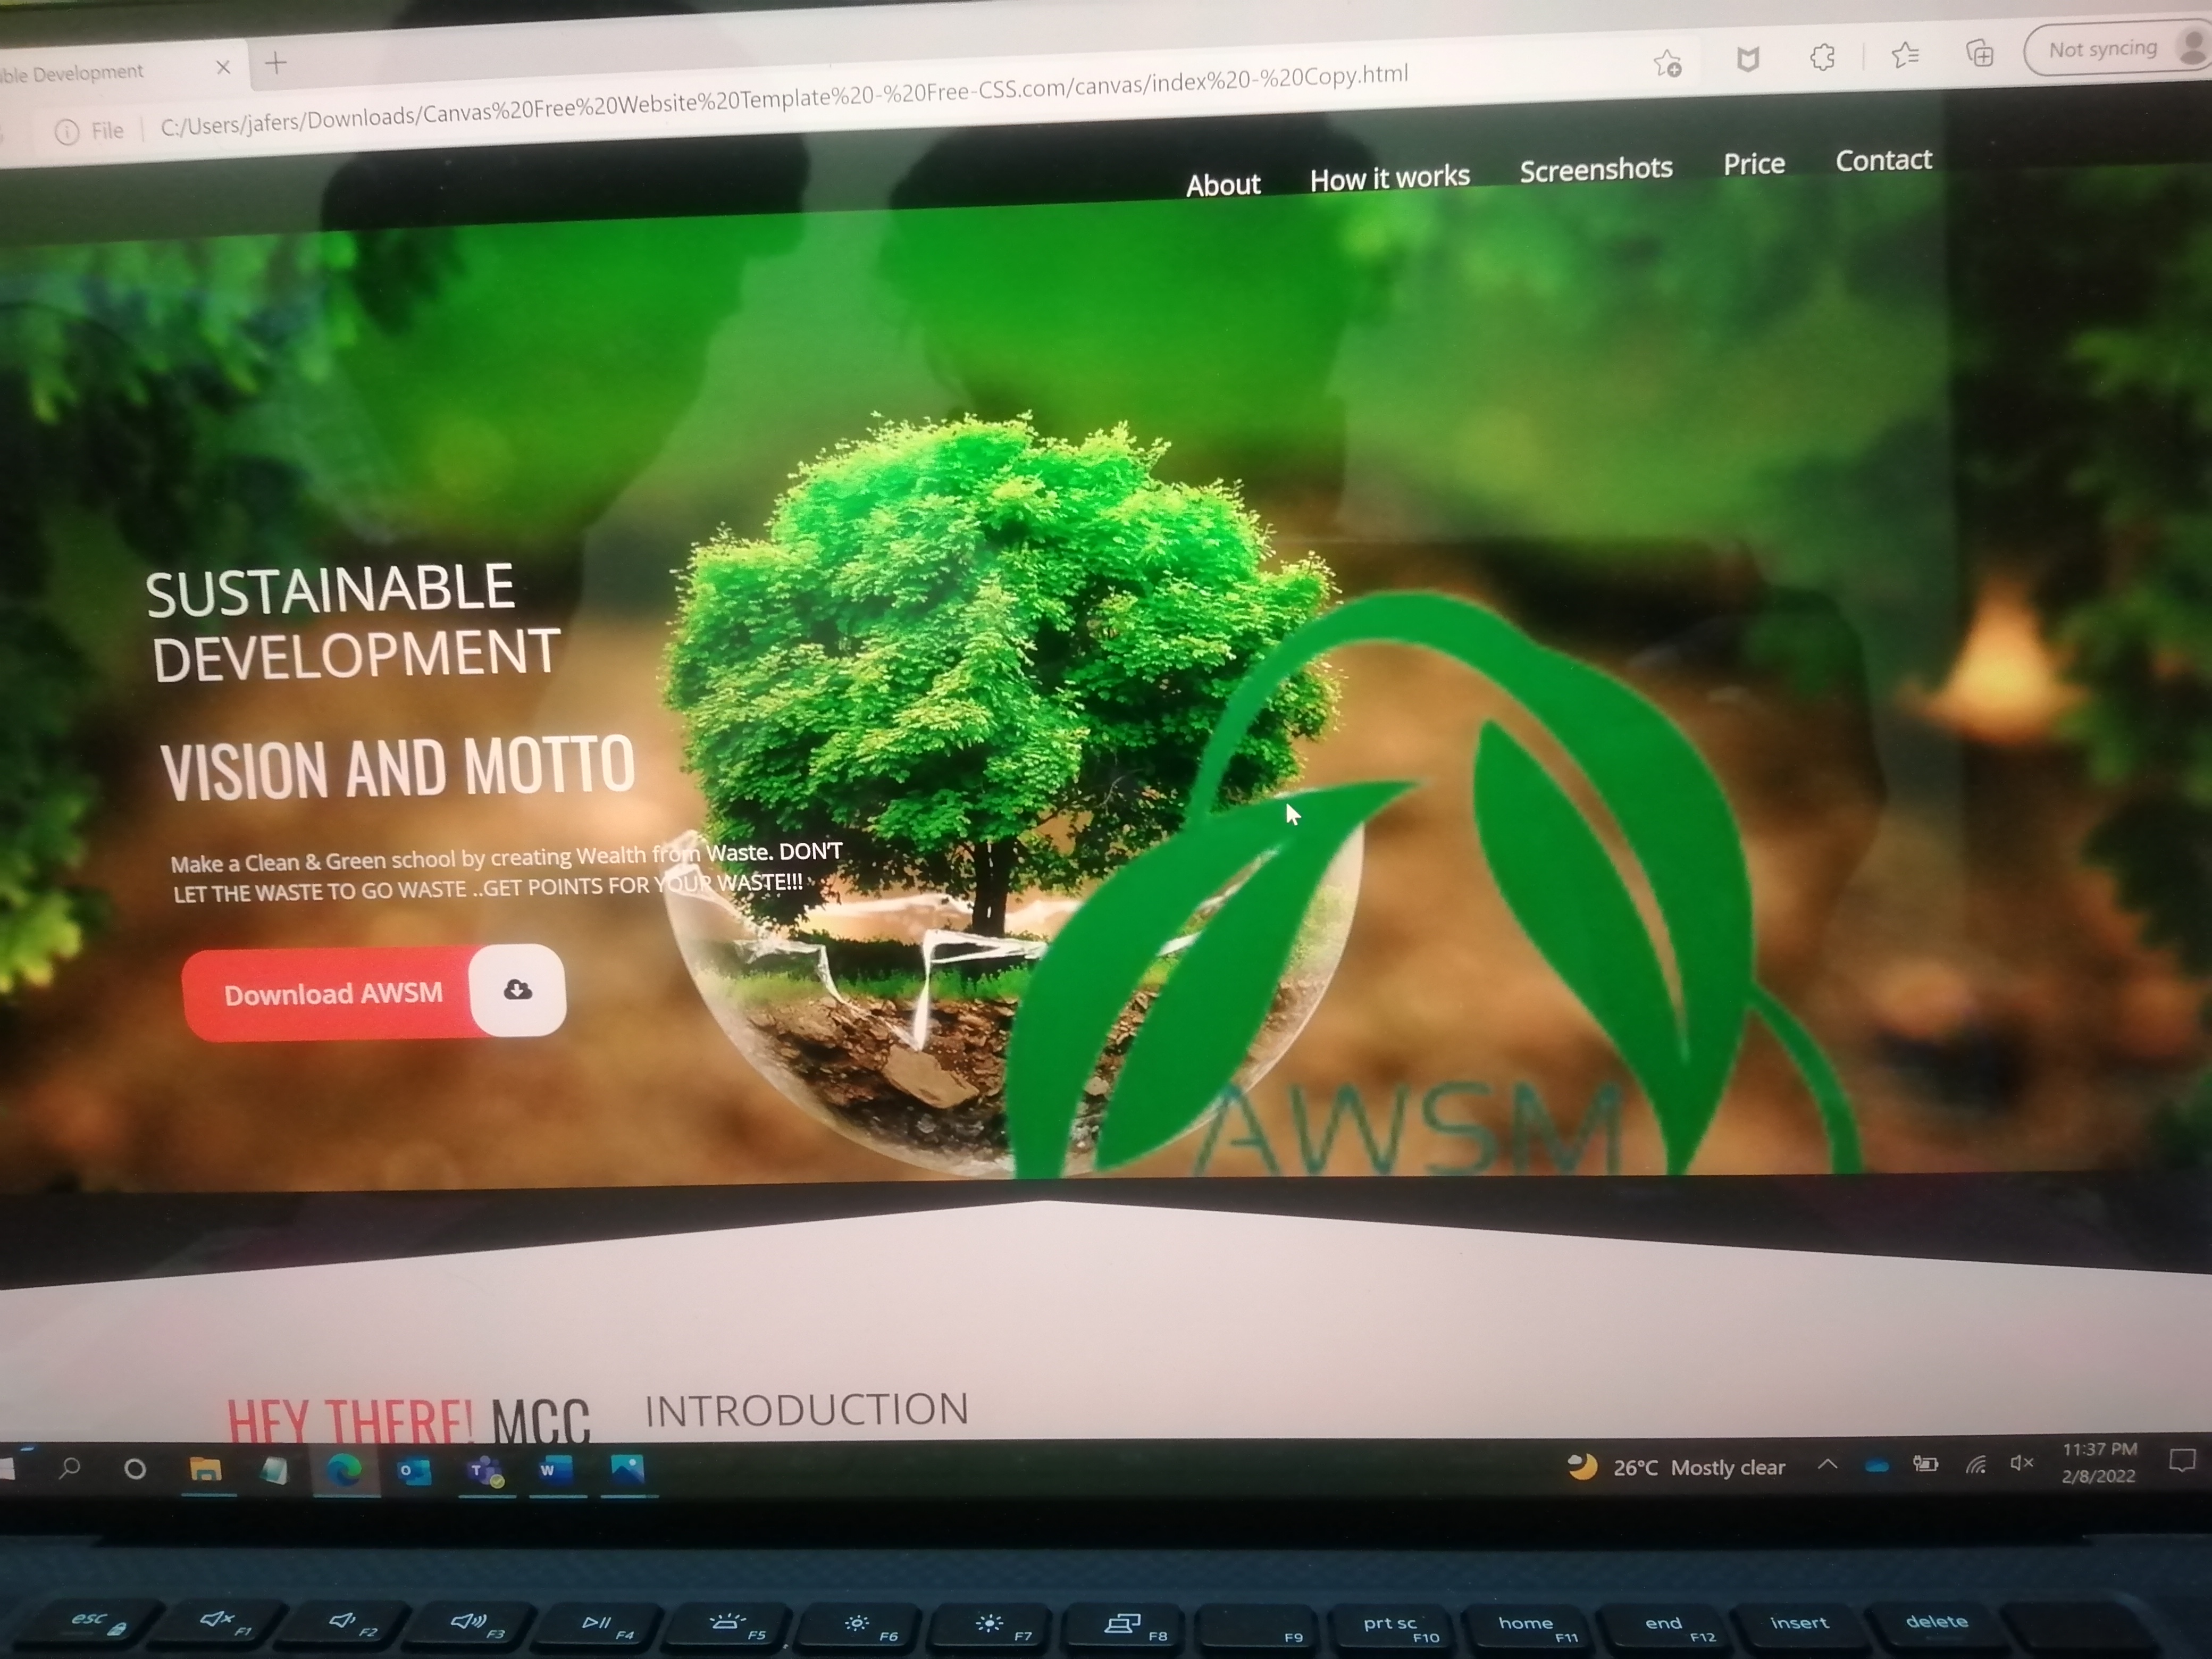 ble Development
Not syncing
File
C:/Users/jafers/Downloads/Canvas%20Free%20Website%20Template%20-%20Free-CSS.com/canvas/index%20-%20Copy.html
About How it works Screenshots Price Contact
SUSTAINABLE
DEVELOPMENT
VISION AND MOTTO
Make a Clean & Green school by creating Wealth from Waste. DON'T
LET THE WASTE TO GO WASTE ..GET POINTS FOR YOUR WASTE!!!
Download AWSM
AWSM
HEY THERE! MCC
INTRODUCTION
26°C Mostly clear
11:37 PM
2/8/2022
esc F1 F2 F3 F4 F5 F6 F7 F8 F9 prt sc F10 home F11 end F12 insert delete